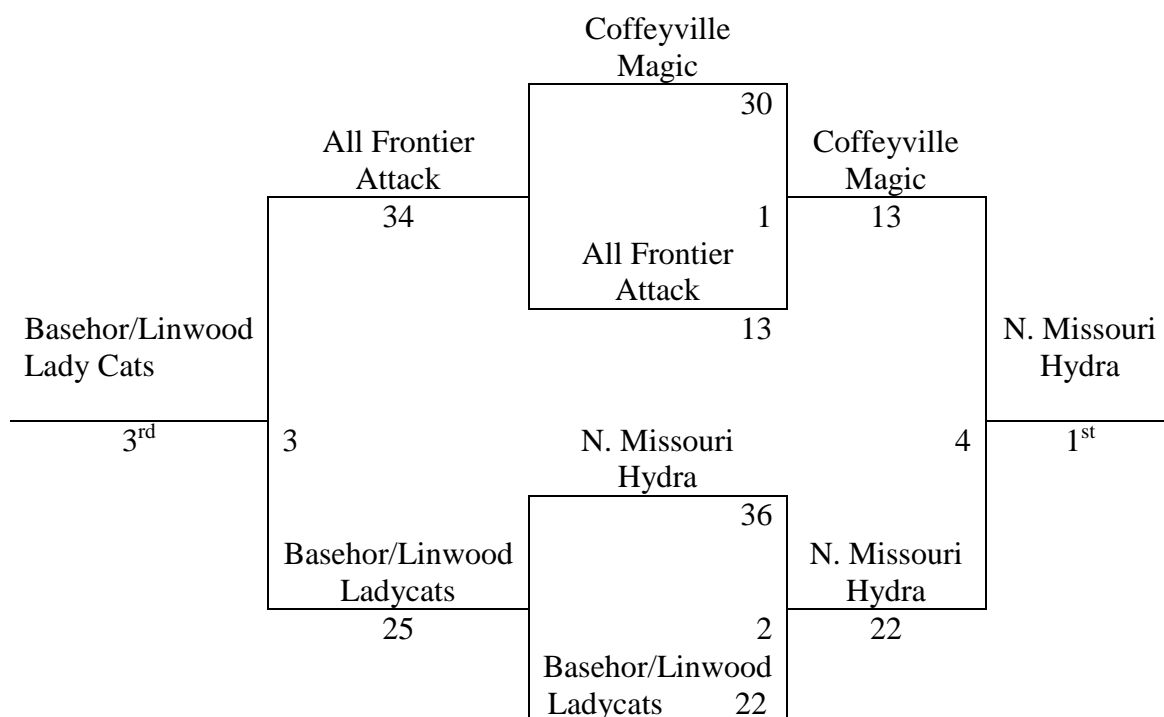 Coffeyville
Magic
30
All Frontier
Attack
34
Coffeyville
Magic
13
1
All Frontier
Attack
13
Basehor/Linwood
Lady Cats
3rd
N. Missouri
Hydra
1st
3
4
N. Missouri
Hydra
36
Basehor/Linwood
Ladycats
25
N. Missouri
Hydra
22
2
Basehor/Linwood
Ladycats 22